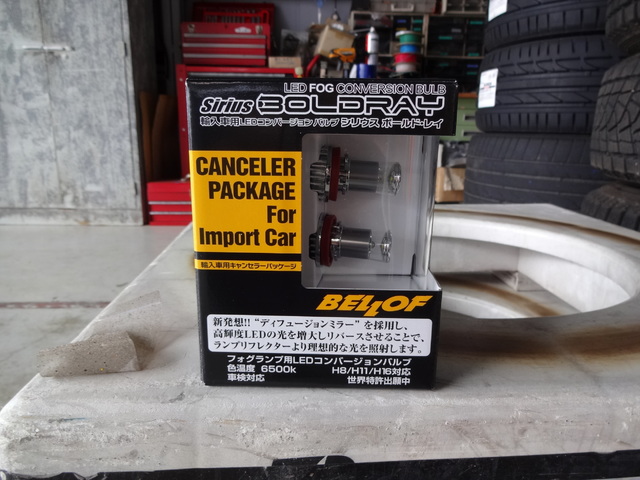 LED FOG CONVERSION BULB
Sirius BOLDRAY
輸入車用LEDコンバージョンバルブ シリウス ボールド・レイ
CANCELER
PACKAGE
For
Import Car
輸入車用キャンセラーパッケージ
BELLOF
新発想!! “ディフュージョンミラー” を採用し、
高輝度LEDの光を増大しリバースさせることで、
ランプリフレクターより理想的な光を照射します。
フォグランプ用LEDコンバージョンバルブ
色温度 6500k H8/H11/H16対応
車検対応 世界特許出願中